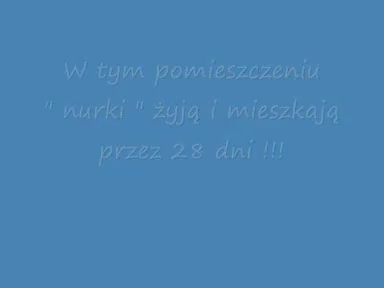 W tym pomieszczeniu
" nurki " żyją i mieszkają
przez 28 dni !!!